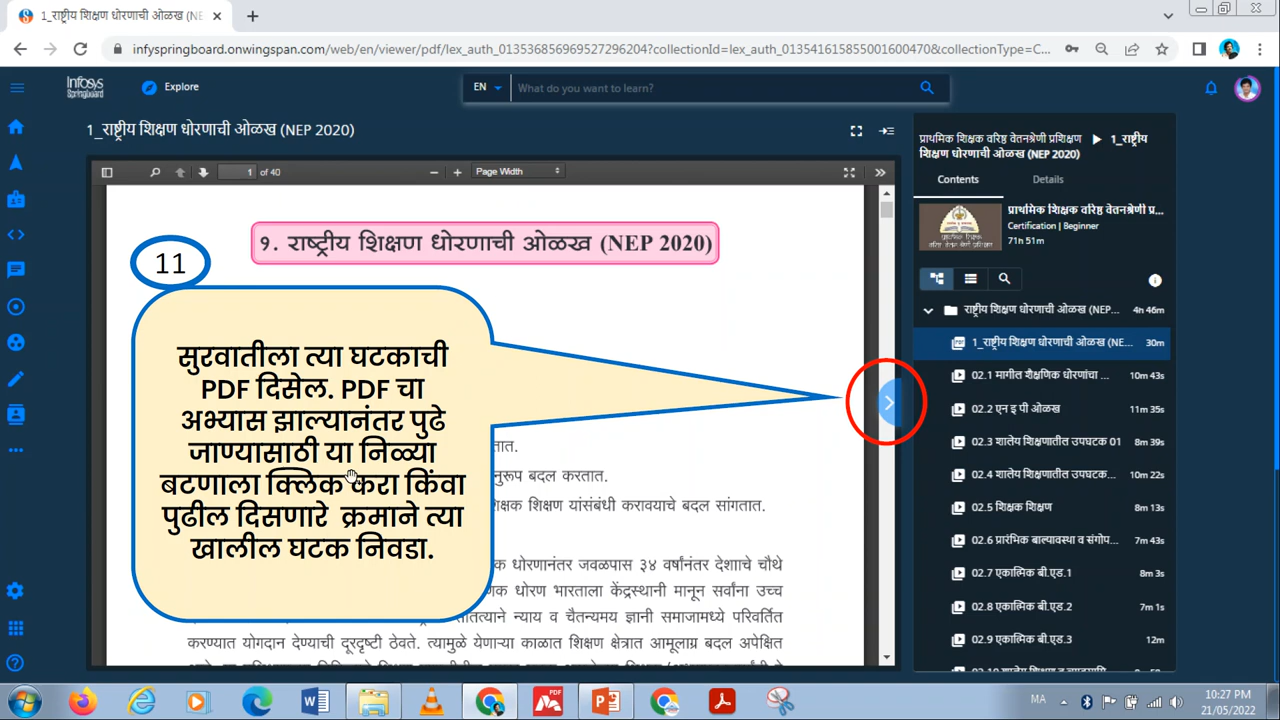 1_राष्ट्रीय शिक्षण धोरणाची ओळख (NE
infyspringboard.onwingspan.com/web/en/viewer/pdf/lex_auth_013536856969527296204?collectionId=lex_auth_01354161585500160047​0&collectionType=C...
Infosys
Springboard
Explore
EN
What do you want to learn?
1_राष्ट्रीय शिक्षण धोरणाची ओळख (NEP 2020)
1 of 40
Page Width
१. राष्ट्रीय शिक्षण धोरणाची ओळख (NEP 2020)
11
सुरवातीला त्या घटकाची
PDF दिसेल. PDF चा
अभ्यास झाल्यानंतर पुढे
जाण्यासाठी या निळ्या
बटणाला क्लिक करा किंवा
पुढील दिसणारे क्रमाने त्या
खालील घटक निवडा.
तात.
नुरूप बदल करतात.
शिक्षक शिक्षण यांसंबंधी करावयाचे बदल सांगतात.
क धोरणानंतर जवळपास ३४ वर्षांनंतर देशाचे चौथे
धोरण भारताला केंद्रस्थानी मानून सर्वांना उच्च
न्याय व चैतन्यमय ज्ञानी समाजामध्ये परिवर्तित
करण्यात योगदान देण्याची दूरदृष्टी ठेवते. त्यामुळे येणाऱ्या काळात शिक्षण क्षेत्रात आमूलाग्र बदल अपेक्षित
प्राथमिक शिक्षक वरिष्ठ वेतनश्रेणी प्रशिक्षण ▶ 1_राष्ट्रीय
शिक्षण धोरणाची ओळख (NEP 2020)
Contents
Details
प्राथमिक शिक्षक वरिष्ठ वेतनश्रेणी प्र...
Certification | Beginner
71h 51m
राष्ट्रीय शिक्षण धोरणाची ओळख (NEP... 4h 46m
1_राष्ट्रीय शिक्षण धोरणाची ओळख (NE... 30m
02.1 मागील शैक्षणिक धोरणांचा ... 10m 43s
02.2 एन इ पी ओळख 11m 35s
02.3 शालेय शिक्षणातील उपघटक 01 8m 39s
02.4 शालेय शिक्षणातील उपघटक... 10m 22s
02.5 शिक्षक शिक्षण 8m 13s
02.6 प्रारंभिक बाल्यावस्था व संगोप... 7m 43s
02.7 एकात्मिक बी.एड.1 8m 3s
02.8 एकात्मिक बी.एड.2 7m 1s
02.9 एकात्मिक बी.एड.3 12m
MA
10:27 PM
21/05/2022